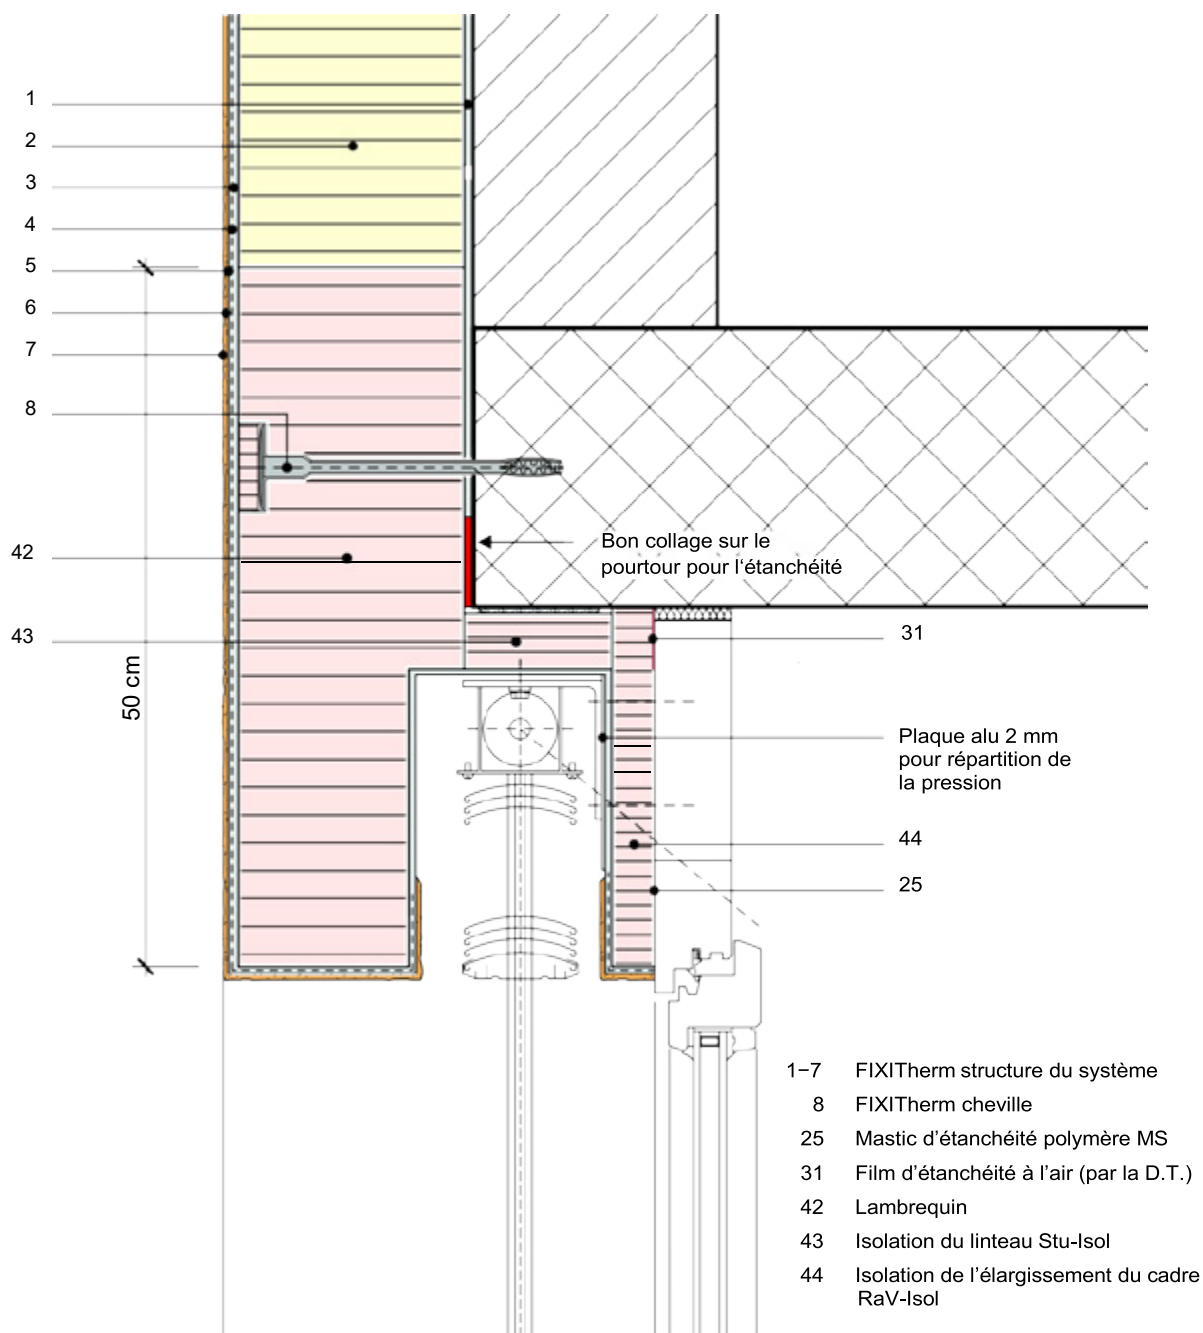 1
2
3
4
5
6
7
8
Bon collage sur le
pourtour pour l‘étanchéité
42
43
31
50 cm
Plaque alu 2 mm
pour répartition de
la pression
44
25
1–7 FIXITherm structure du système
8 FIXITherm cheville
25 Mastic d’étanchéité polymère MS
31 Film d’étanchéité à l’air (par la D.T.)
42 Lambrequin
43 Isolation du linteau Stu-Isol
44 Isolation de l’élargissement du cadre
RaV-Isol